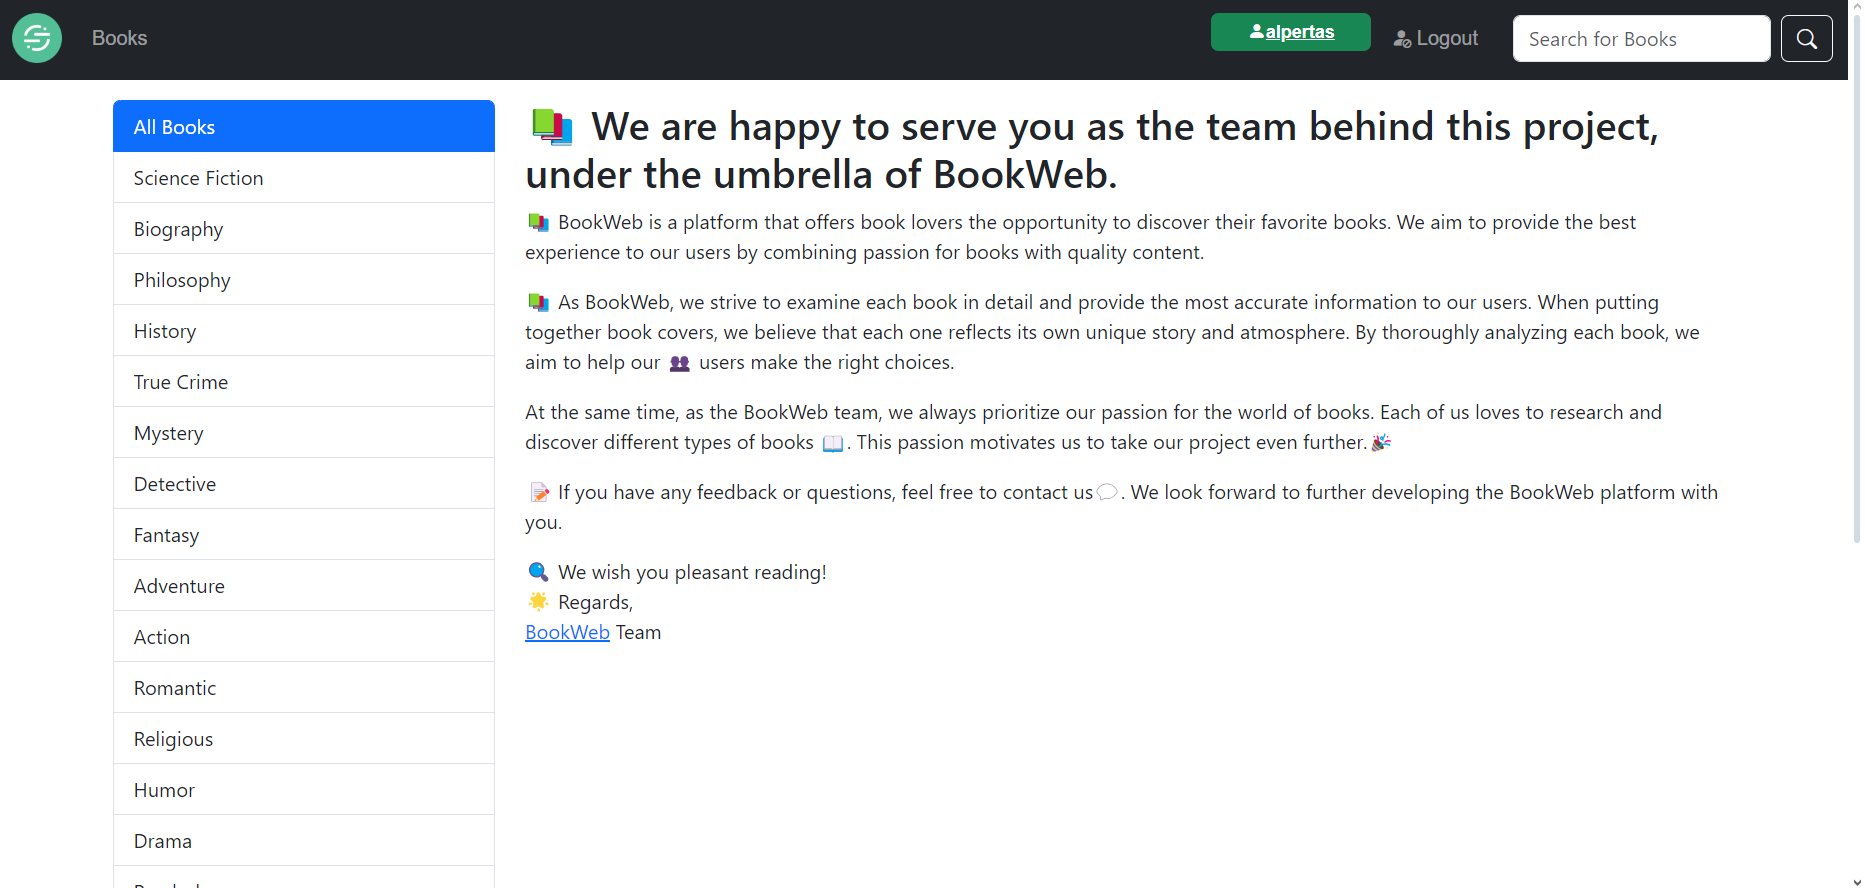 Books
alpertas
Logout
Search for Books
All Books
Science Fiction
Biography
Philosophy
History
True Crime
Mystery
Detective
Fantasy
Adventure
Action
Romantic
Religious
Humor
Drama
📚 We are happy to serve you as the team behind this project,
under the umbrella of BookWeb.
📚 BookWeb is a platform that offers book lovers the opportunity to discover their favorite books. We aim to provide the best
experience to our users by combining passion for books with quality content.
📚 As BookWeb, we strive to examine each book in detail and provide the most accurate information to our users. When putting
together book covers, we believe that each one reflects its own unique story and atmosphere. By thoroughly analyzing each book, we
aim to help our 👥 users make the right choices.
At the same time, as the BookWeb team, we always prioritize our passion for the world of books. Each of us loves to research and
discover different types of books 📖. This passion motivates us to take our project even further.🎉
📝 If you have any feedback or questions, feel free to contact us💬. We look forward to further developing the BookWeb platform with
you.
🔍 We wish you pleasant reading!
🌟 Regards,
BookWeb Team